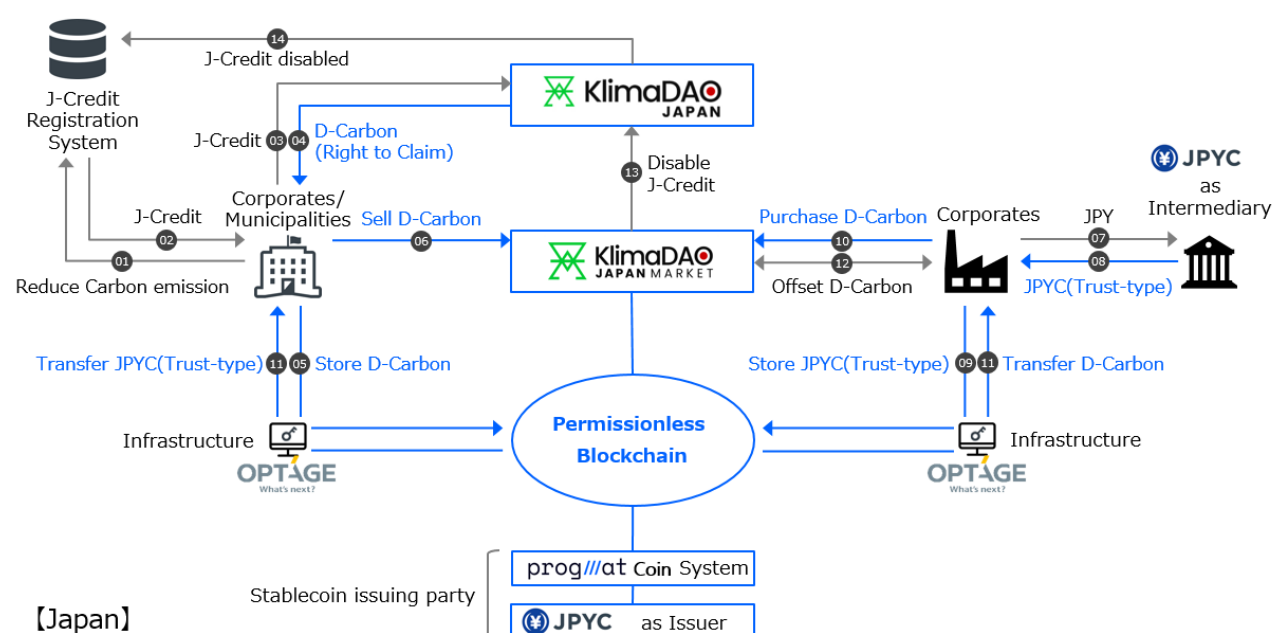 14
J-Credit disabled
J-Credit
Registration
System
KlimaDAO
JAPAN
J-Credit
03
04
D-Carbon
(Right to Claim)
13
Disable
J-Credit
JPYC
as
Intermediary
Corporates/
Municipalities
J-Credit
02
01
Reduce Carbon emission
Sell D-Carbon
06
KlimaDAO
JAPAN MARKET
Purchase D-Carbon
10
12
Offset D-Carbon
Corporates
JPY
07
08
JPYC(Trust-type)
Transfer JPYC(Trust-type)
11
05
Store D-Carbon
Store JPYC(Trust-type)
09
11
Transfer D-Carbon
Infrastructure
OPTAGE
What's next?
Permissionless
Blockchain
Infrastructure
OPTAGE
What's next?
Stablecoin issuing party
prog///at Coin System
JPYC as Issuer
【Japan】